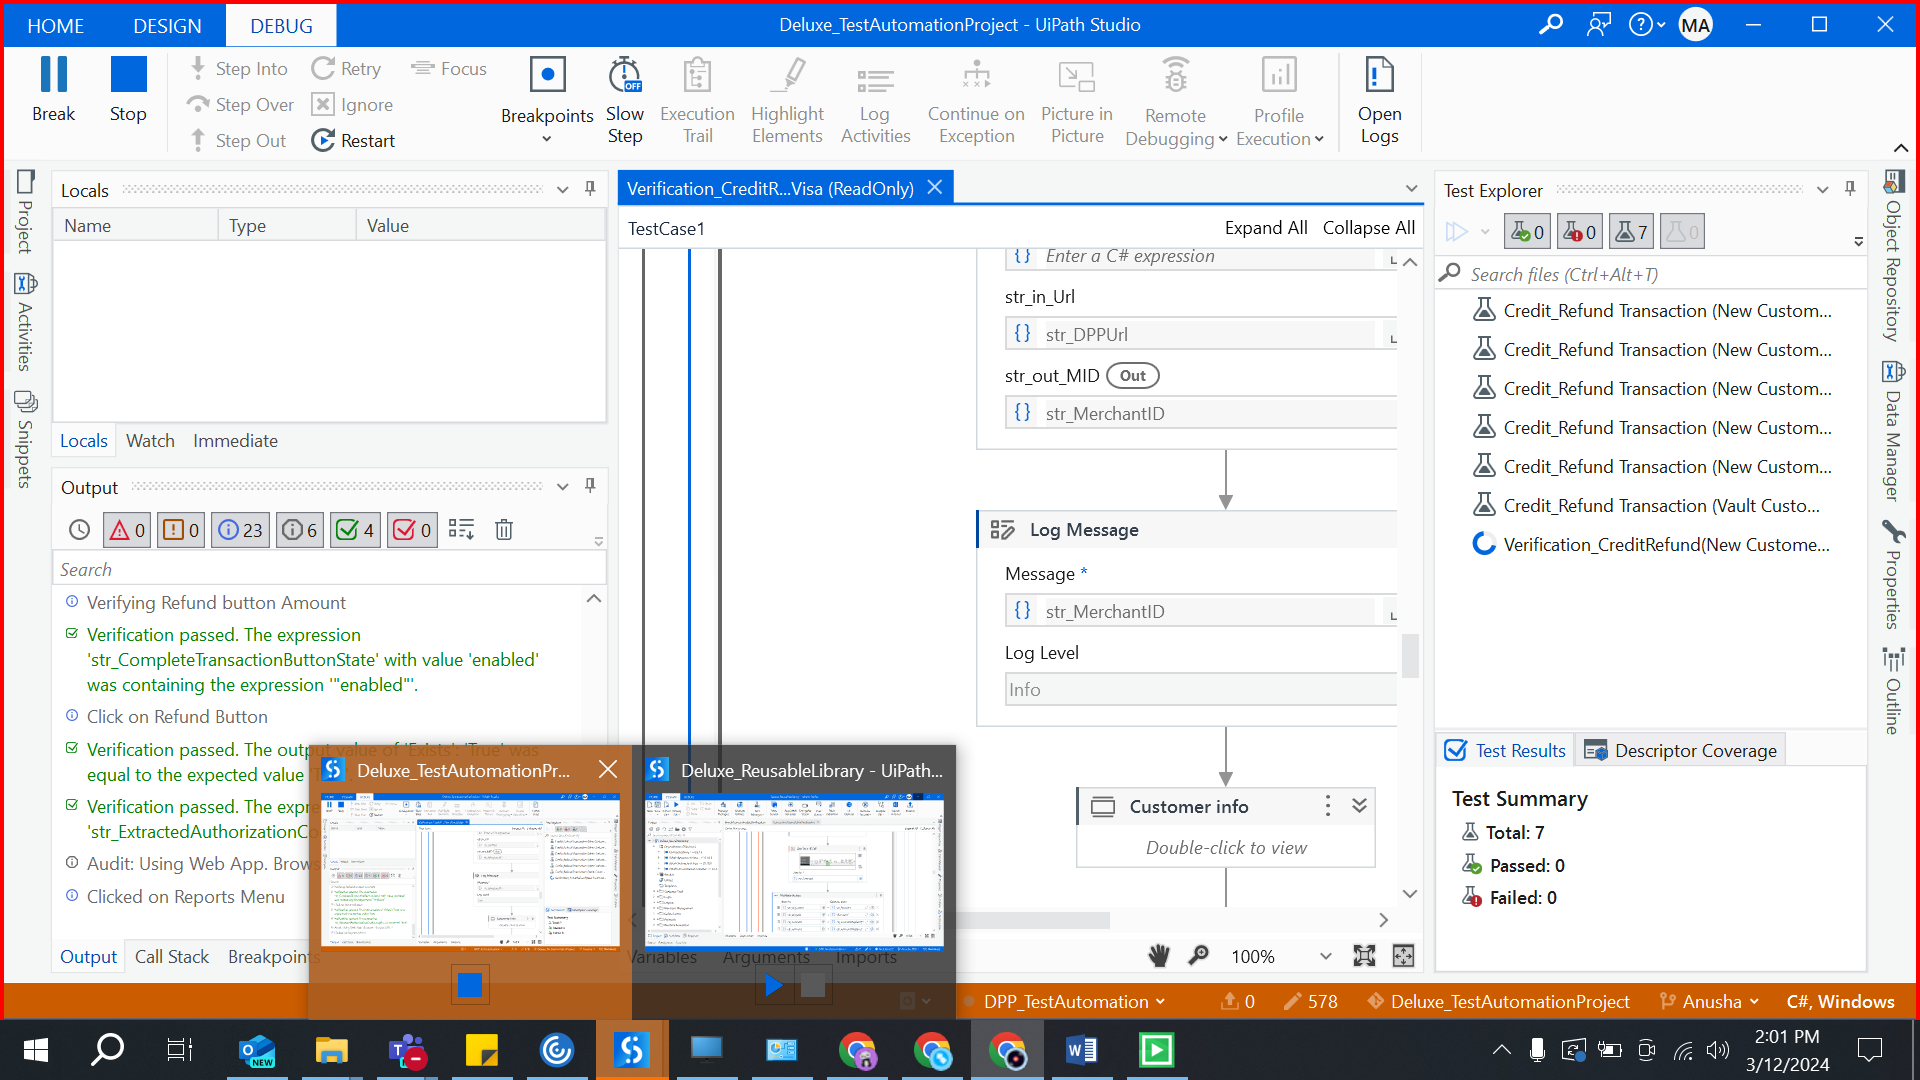 HOME DESIGN DEBUG
Deluxe_TestAutomationProject - UiPath Studio
MA
Break
Stop
Step Into
Step Over
Step Out
Retry
Ignore
Restart
Focus
Breakpoints
Slow
Step
OFF
Execution
Trail
Highlight
Elements
Log
Activities
Continue on
Exception
Picture in
Picture
Remote
Debugging
Profile
Execution
Open
Logs
Project
Activities
Snippets
Locals
Name Type Value
Locals Watch Immediate
Output
0 0 23 6 4 0
Search
Verifying Refund button Amount
Verification passed. The expression
'str_CompleteTransactionButtonState' with value 'enabled'
was containing the expression '"enabled"'.
Click on Refund Button
Verification passed. The output value of 'Exists': 'True' was
equal to the expected value
Verification passed. The
'str_ExtractedAuthorizationCo
Audit: Using Web App.
Clicked on Reports Menu
Output Call Stack Breakpoints
Verification_CreditR...Visa (ReadOnly)
TestCase1
Expand All Collapse All
Enter a C# expression
str_in_Url
str_DPPUrl
str_out_MID Out
str_MerchantID
Log Message
Message *
str_MerchantID
Log Level
Info
Customer info
Double-click to view
Variables Arguments Imports
100%
Deluxe_TestAutomationPr...
Deluxe_ReusableLibrary - UiPath...
Test Explorer
0 0 7 0
Search files (Ctrl+Alt+T)
Credit_Refund Transaction (New Custom...
Credit_Refund Transaction (New Custom...
Credit_Refund Transaction (New Custom...
Credit_Refund Transaction (New Custom...
Credit_Refund Transaction (New Custom...
Credit_Refund Transaction (Vault Custo...
Verification_CreditRefund(New Custome...
Test Results Descriptor Coverage
Test Summary
Total: 7
Passed: 0
Failed: 0
Object Repository
Data Manager
Properties
Outline
DPP_TestAutomation 0 578 Deluxe_TestAutomationProject Anusha C#, Windows
NEW
2:01 PM
3/12/2024